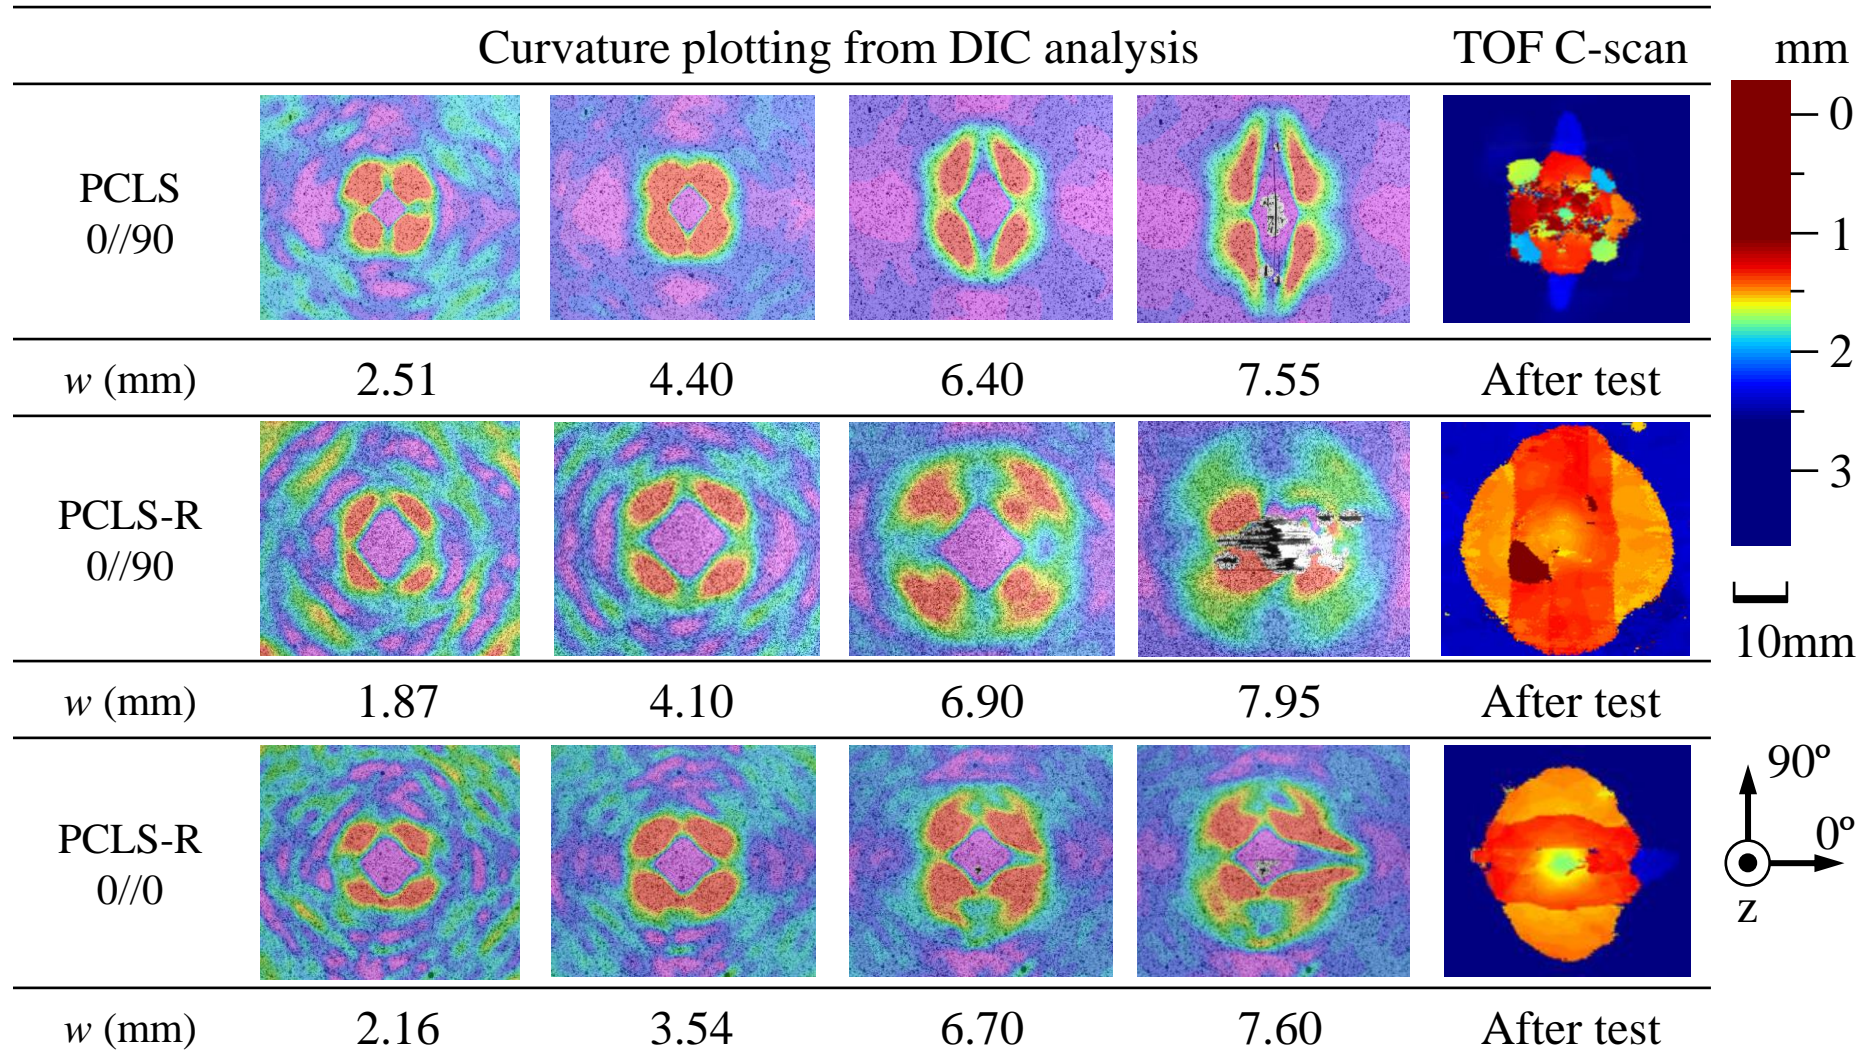 Curvature plotting from DIC analysis TOF C-scan mm
PCLS
0//90
w (mm) 2.51 4.40 6.40 7.55 After test
PCLS-R
0//90
w (mm) 1.87 4.10 6.90 7.95 After test
PCLS-R
0//0
w (mm) 2.16 3.54 6.70 7.60 After test
0
1
2
3
10mm
90º
0º
z